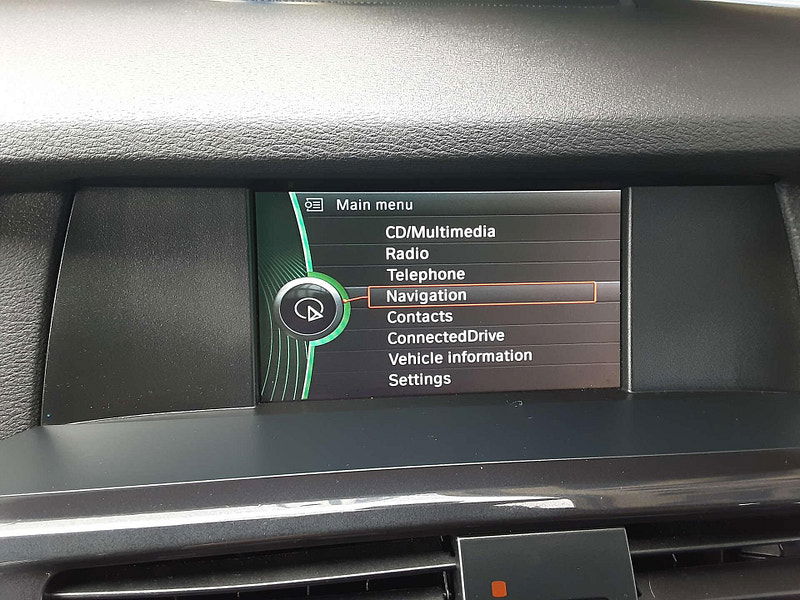 Main menu
CD/Multimedia
Radio
Telephone
Navigation
Contacts
ConnectedDrive
Vehicle information
Settings